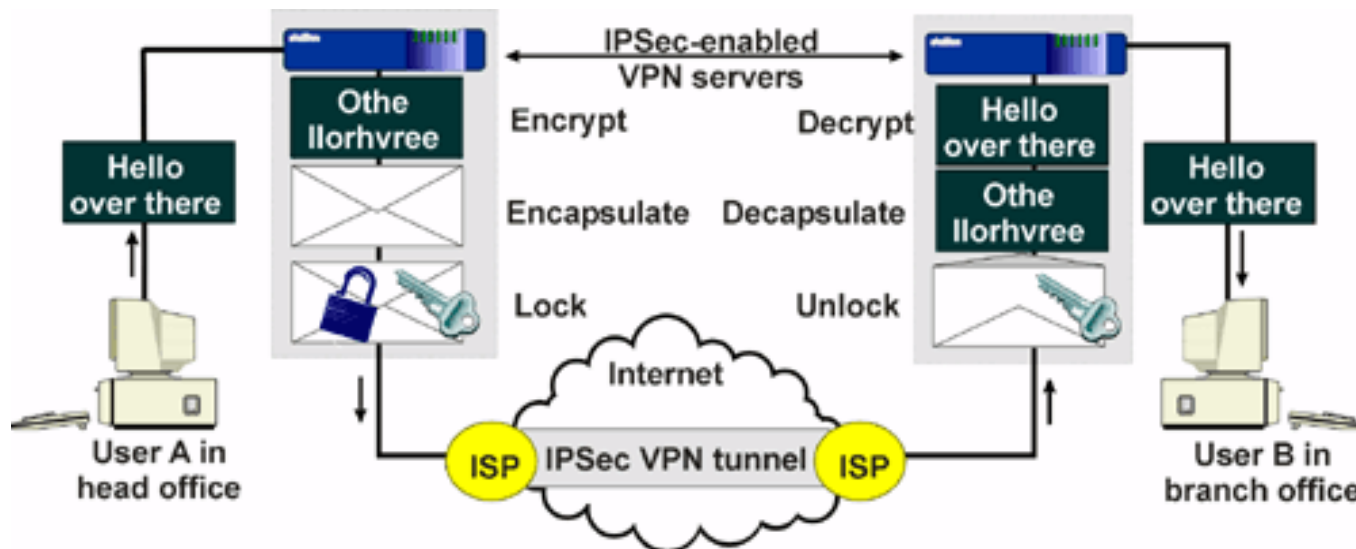 IPSec-enabled
VPN servers
Othe
llorhvree
Encrypt
Decrypt
Hello
over there
Hello
over there
Hello
over there
Encapsulate
Decapsulate
Othe
llorhvree
Lock
Unlock
Internet
User A in
head office
ISP
IPSec VPN tunnel
ISP
User B in
branch office